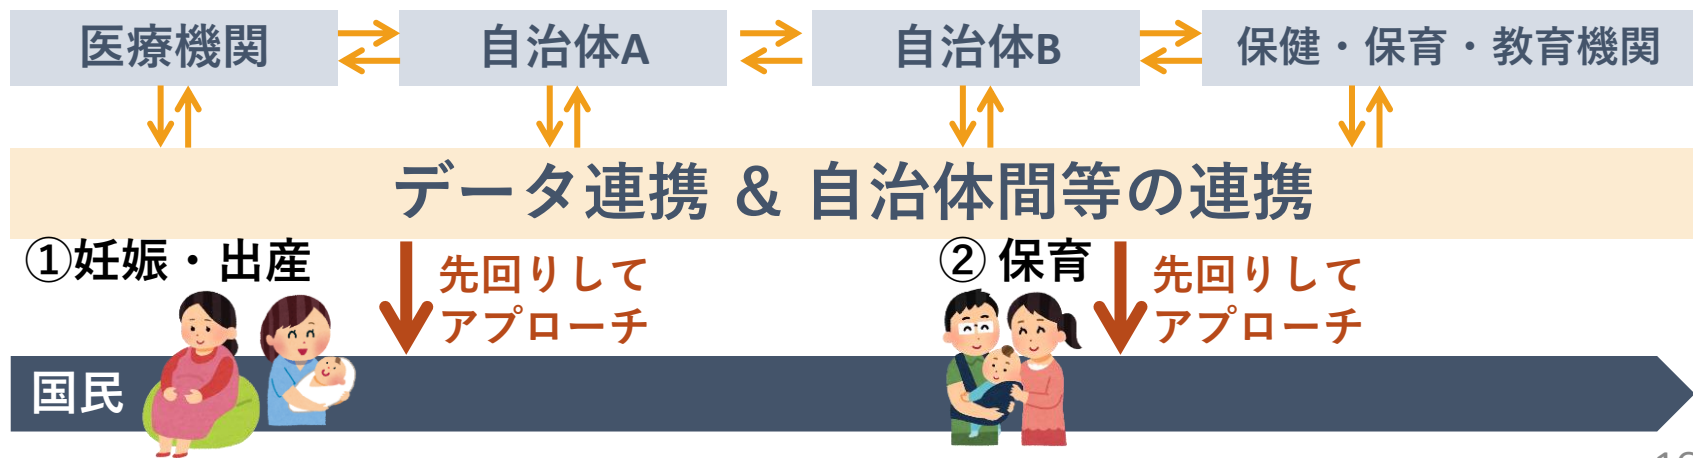 医療機関
自治体A
自治体B
保健・保育・教育機関
データ連携 & 自治体間等の連携
①妊娠・出産
先回りして
アプローチ
② 保育
先回りして
アプローチ
国民